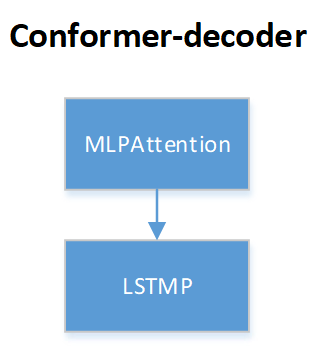 Conformer-decoder
MLPAttention
LSTMP